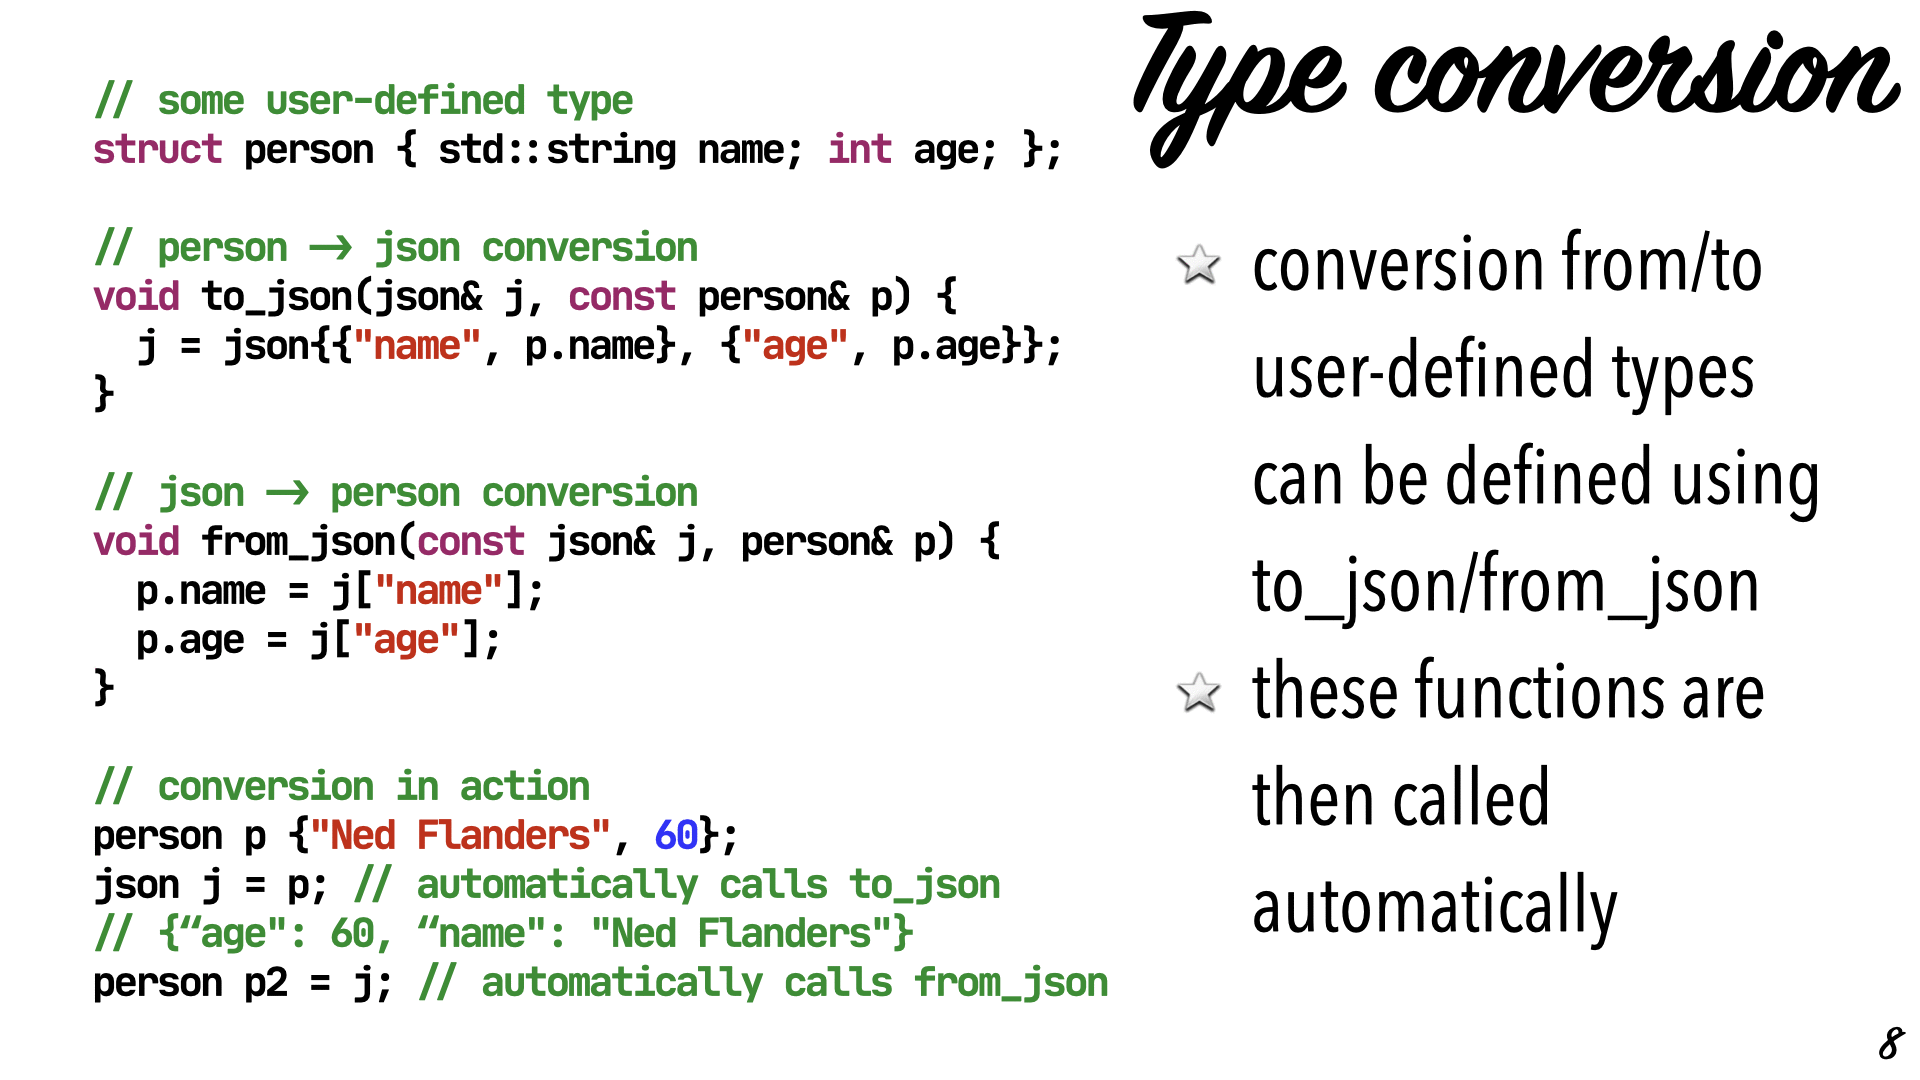 Type conversion
// some user-defined type
struct person { std::string name; int age; };
// person -> json conversion
void to_json(json& j, const person& p) {
  j = json{{"name", p.name}, {"age", p.age}};
}
// json -> person conversion
void from_json(const json& j, person& p) {
  p.name = j["name"];
  p.age = j["age"];
}
// conversion in action
person p {"Ned Flanders", 60};
json j = p; // automatically calls to_json
// {“age": 60, “name": "Ned Flanders"}
person p2 = j; // automatically calls from_json
conversion from/to
user-defined types
can be defined using
to_json/from_json
these functions are
then called
automatically
8